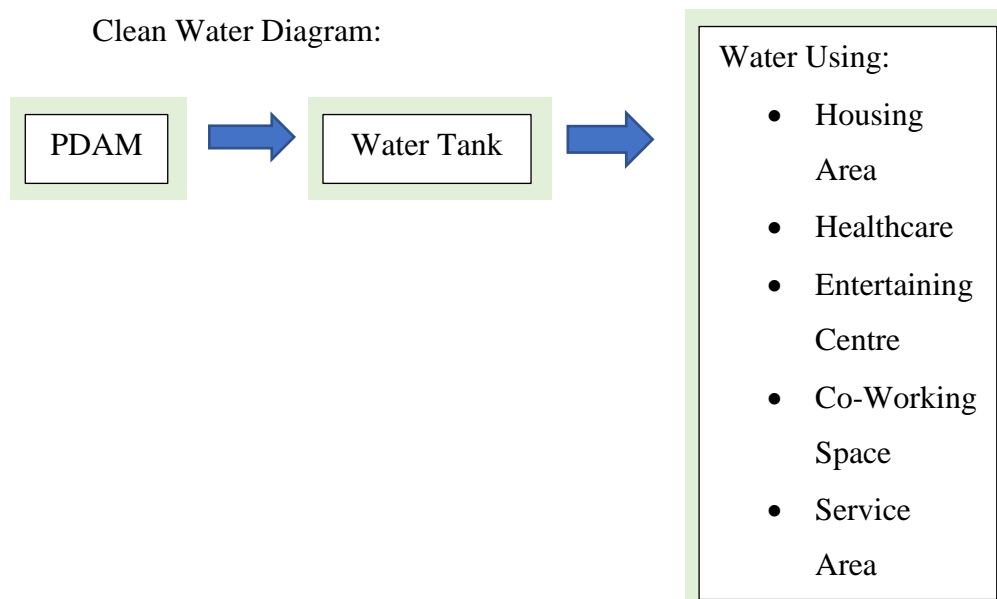 Clean Water Diagram:
PDAM
Water Tank
Water Using:
• Housing
Area
• Healthcare
• Entertaining
Centre
• Co-Working
Space
• Service
Area